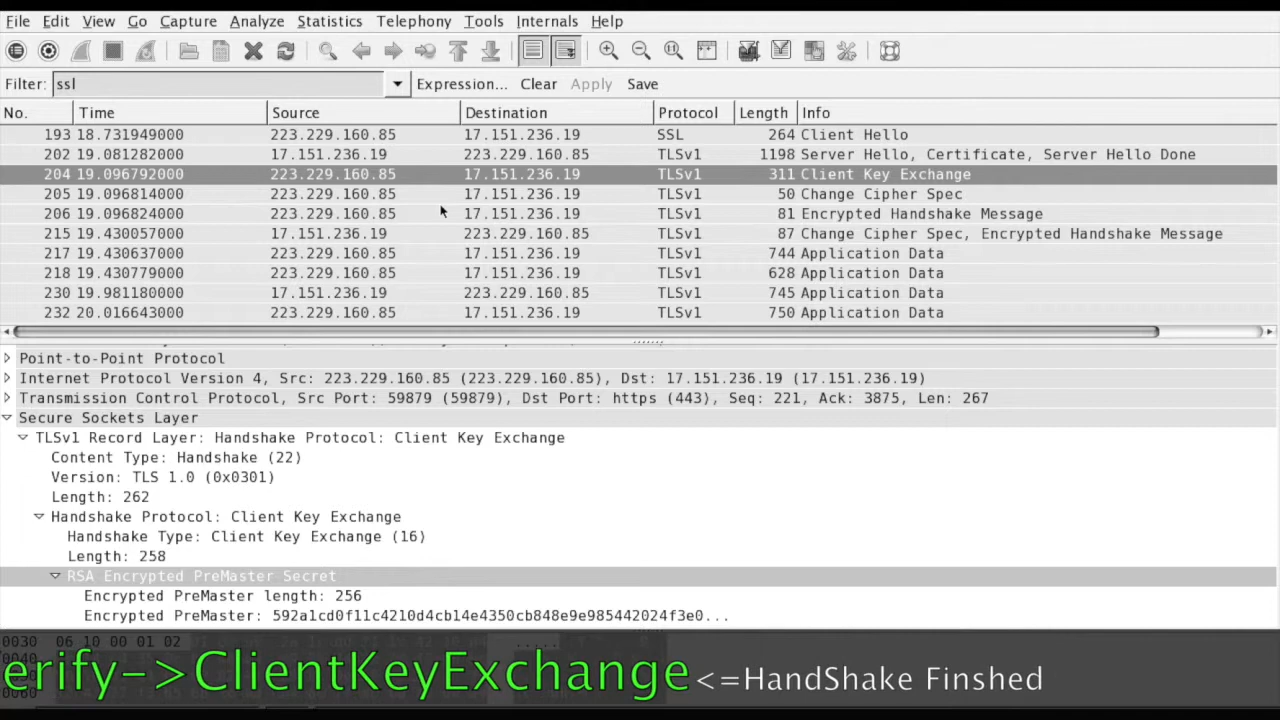 File Edit View Go Capture Analyze Statistics Telephony Tools Internals Help
Filter: ssl Expression... Clear Apply Save
No. Time Source Destination Protocol Length Info
193 18.731949000 223.229.160.85 17.151.236.19 SSL 264 Client Hello
202 19.081282000 17.151.236.19 223.229.160.85 TLSv1 1198 Server Hello, Certificate, Server Hello Done
204 19.096792000 223.229.160.85 17.151.236.19 TLSv1 311 Client Key Exchange
205 19.096814000 223.229.160.85 17.151.236.19 TLSv1 50 Change Cipher Spec
206 19.096824000 223.229.160.85 17.151.236.19 TLSv1 81 Encrypted Handshake Message
215 19.430057000 17.151.236.19 223.229.160.85 TLSv1 87 Change Cipher Spec, Encrypted Handshake Message
217 19.430637000 223.229.160.85 17.151.236.19 TLSv1 744 Application Data
218 19.430779000 223.229.160.85 17.151.236.19 TLSv1 628 Application Data
230 19.981180000 17.151.236.19 223.229.160.85 TLSv1 745 Application Data
232 20.016643000 223.229.160.85 17.151.236.19 TLSv1 750 Application Data
Point-to-Point Protocol
Internet Protocol Version 4, Src: 223.229.160.85 (223.229.160.85), Dst: 17.151.236.19 (17.151.236.19)
Transmission Control Protocol, Src Port: 59879 (59879), Dst Port: https (443), Seq: 221, Ack: 3875, Len: 267
Secure Sockets Layer
TLSv1 Record Layer: Handshake Protocol: Client Key Exchange
Content Type: Handshake (22)
Version: TLS 1.0 (0x0301)
Length: 262
Handshake Protocol: Client Key Exchange
Handshake Type: Client Key Exchange (16)
Length: 258
RSA Encrypted PreMaster Secret
Encrypted PreMaster length: 256
Encrypted PreMaster: 592a1cd0f11c4210d4cb14e4350cb848e9e985442024f3e0...
0030 06 10 00 01 02
erify->ClientKeyExchange<=HandShake Finshed